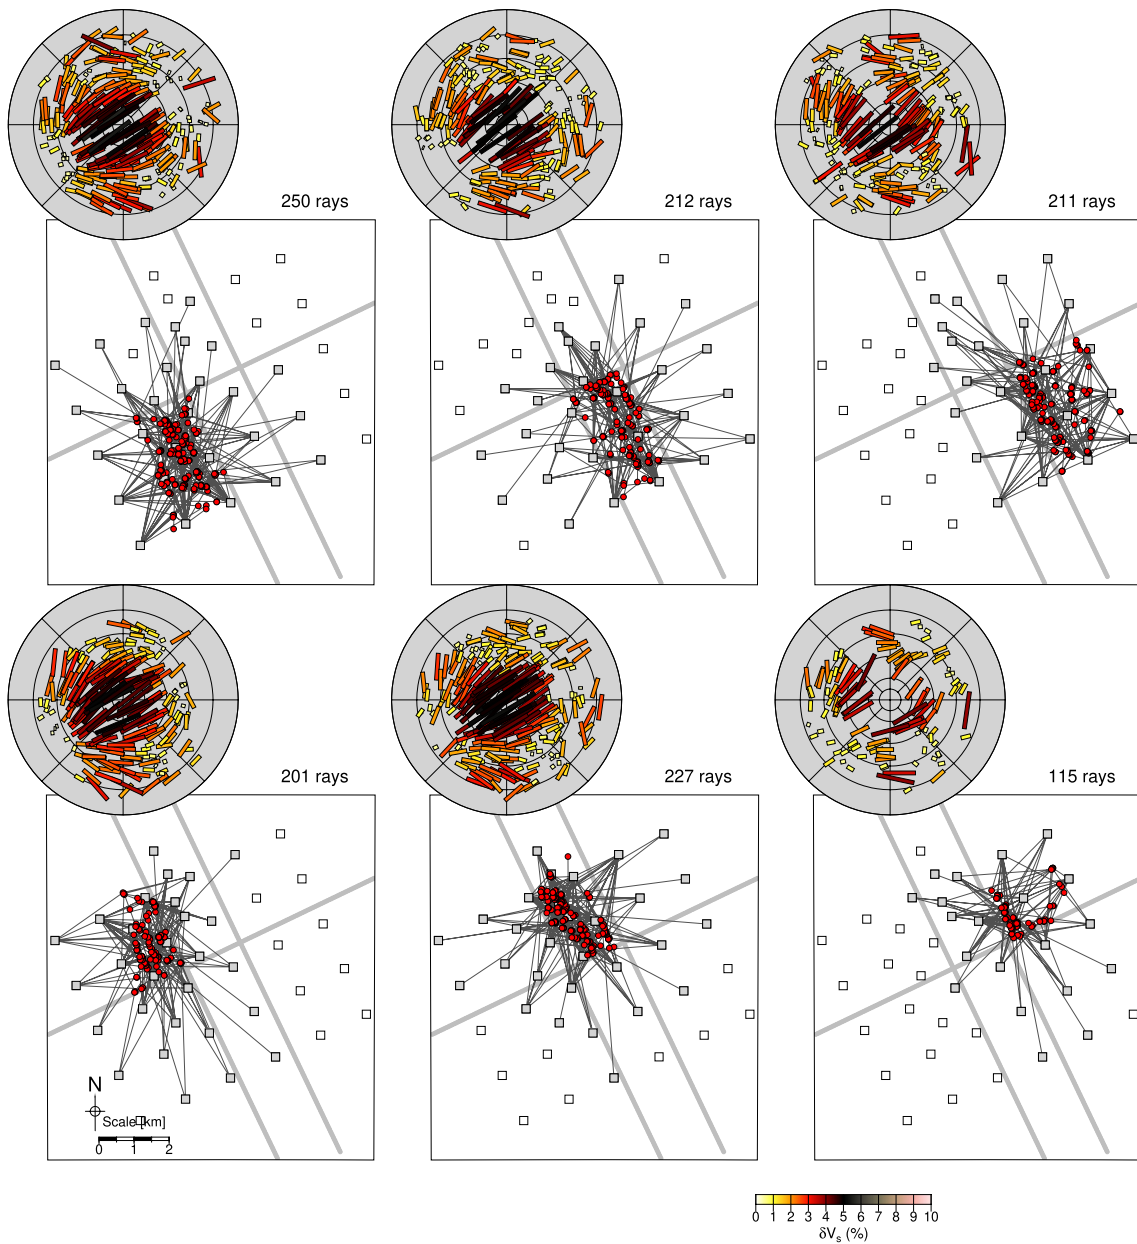 250 rays
212 rays
211 rays
201 rays
227 rays
115 rays
N
Scale [km]
0 1 2
0 1 2 3 4 5 6 7 8 9 10
δVs (%)